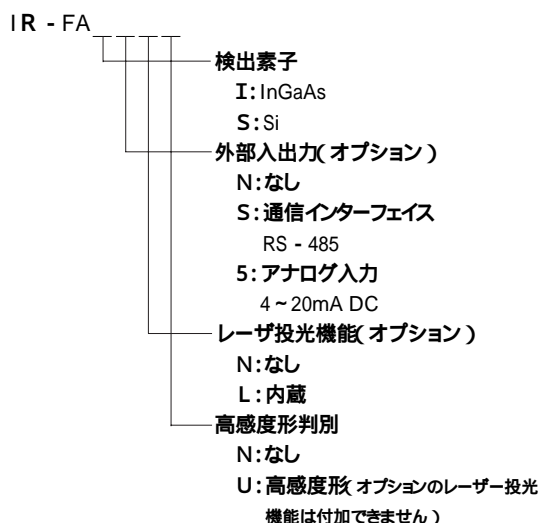 IR - FA
検出素子
I:InGaAs
S:Si
外部入出力(オプション)
N:なし
S:通信インターフェイス
RS - 485
5:アナログ入力
4~20mA DC
レーザ投光機能(オプション)
N:なし
L:内蔵
高感度形判別
N:なし
U:高感度形(オプションのレーザー投光
機能は付加できません)